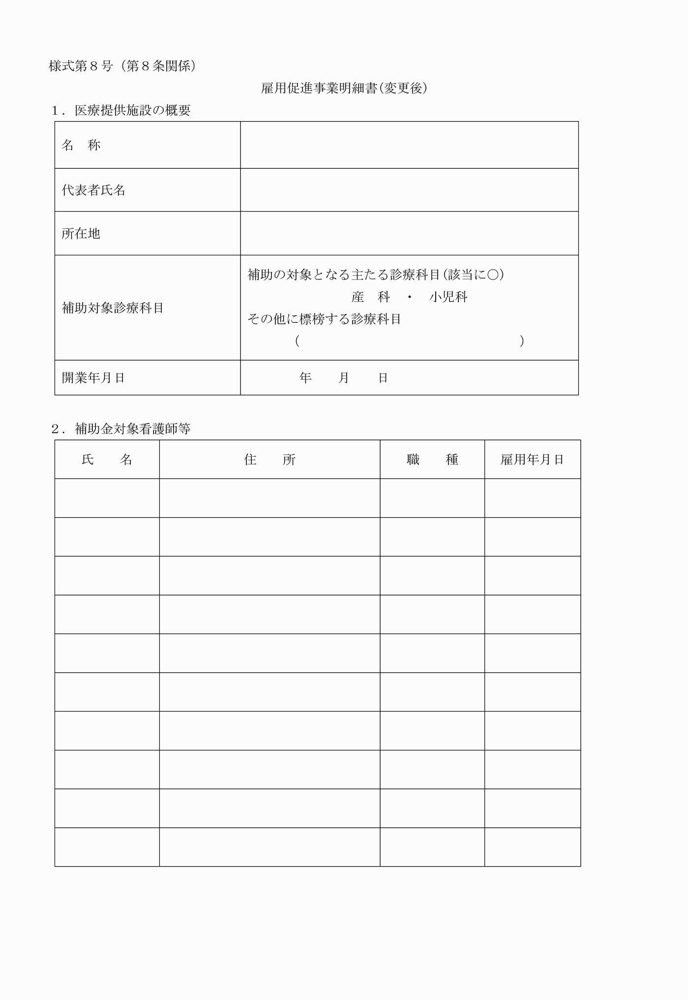 様式第８号（第８条関係）
雇用促進事業明細書(変更後)
１．医療提供施設の概要
名　称
代表者氏名
所在地
補助対象診療科目
補助の対象となる主たる診療科目(該当に○)
産　科　・　小児科
その他に標榜する診療科目
(　　　　　　　　　　　　　　　　　)
開業年月日
年　　月　　日
２．補助金対象看護師等
氏　　名　住　　所　職　　種　雇用年月日